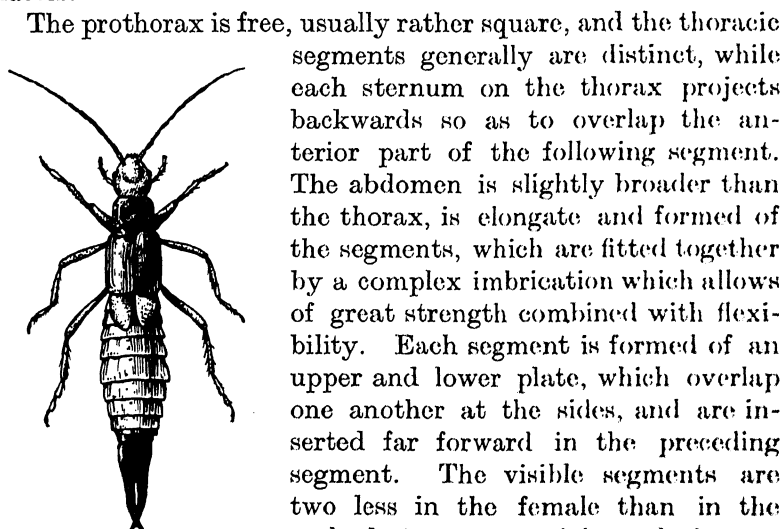 The prothorax is free, usually rather square, and the thoracic
segments generally are distinct, while
each sternum on the thorax projects
backwards so as to overlap the an-
terior part of the following segment.
The abdomen is slightly broader than
the thorax, is elongate and formed of
the segments, which are fitted together
by a complex imbrication which allows
of great strength combined with flexi-
bility. Each segment is formed of an
upper and lower plate, which overlap
one another at the sides, and are in-
serted far forward in the preceding
segment. The visible segments are
two less in the female than in the